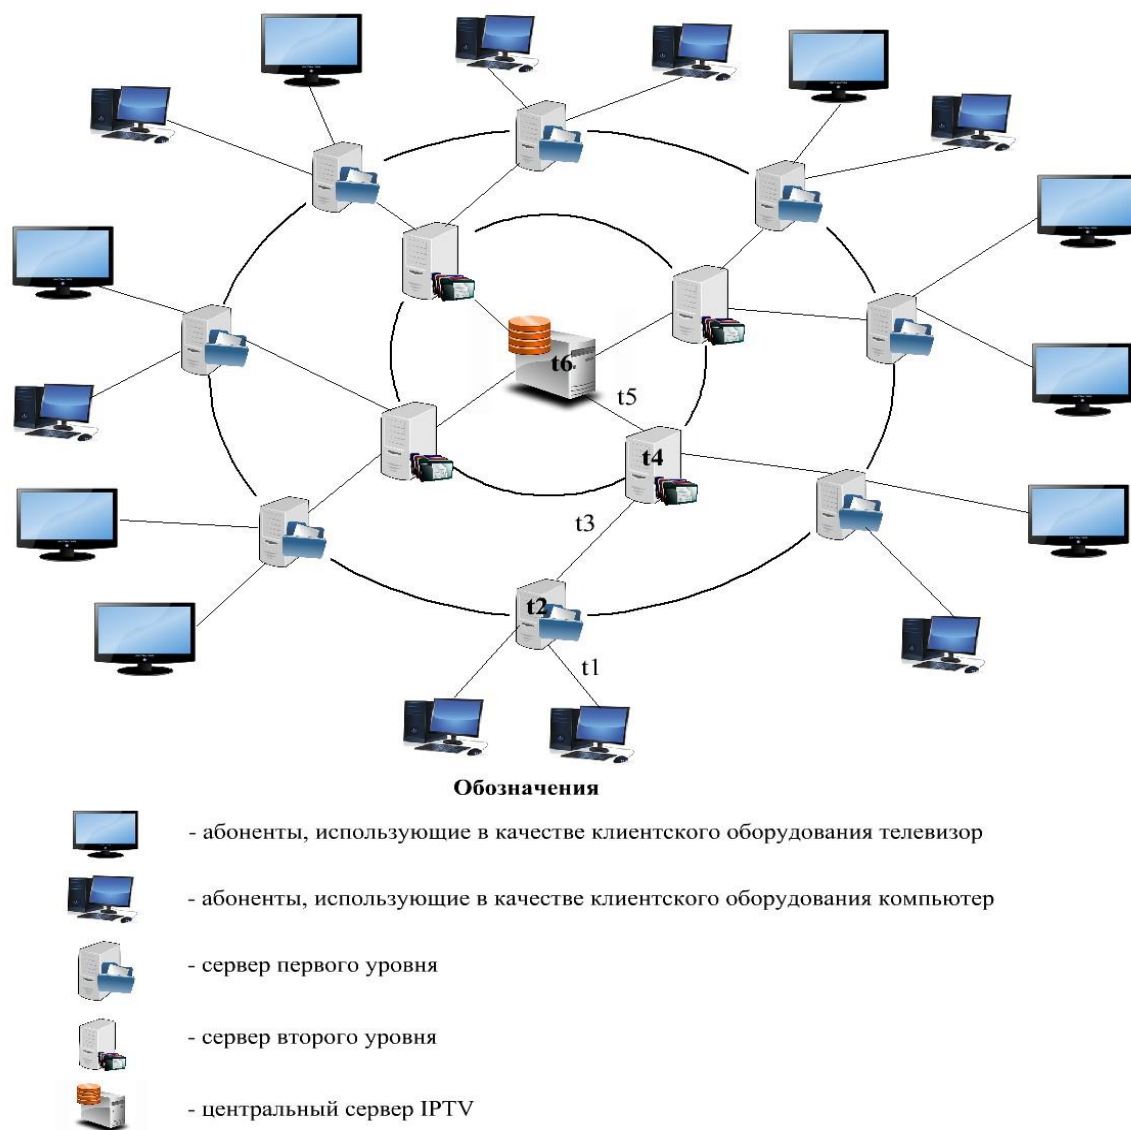 t6
t5
t4
t3
t2
t1
Обозначения
- абоненты, использующие в качестве клиентского оборудования телевизор
- абоненты, использующие в качестве клиентского оборудования компьютер
- сервер первого уровня
- сервер второго уровня
- центральный сервер IPTV